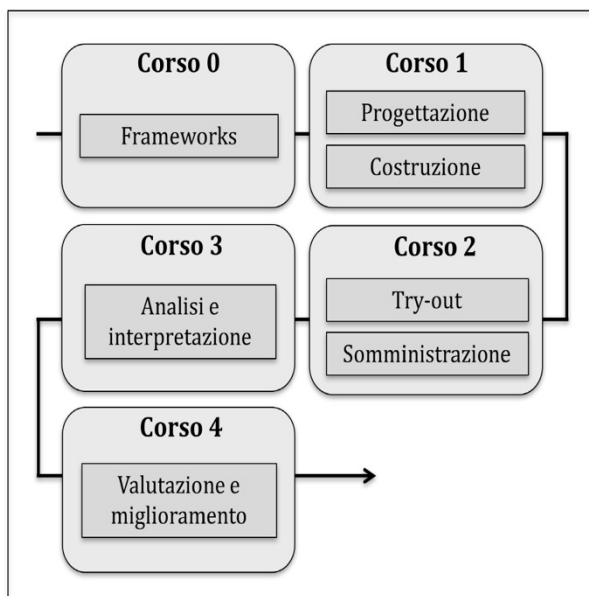 Corso 0
Frameworks
Corso 1
Progettazione
Costruzione
Corso 2
Try-out
Somministrazione
Corso 3
Analisi e
interpretazione
Corso 4
Valutazione e
miglioramento